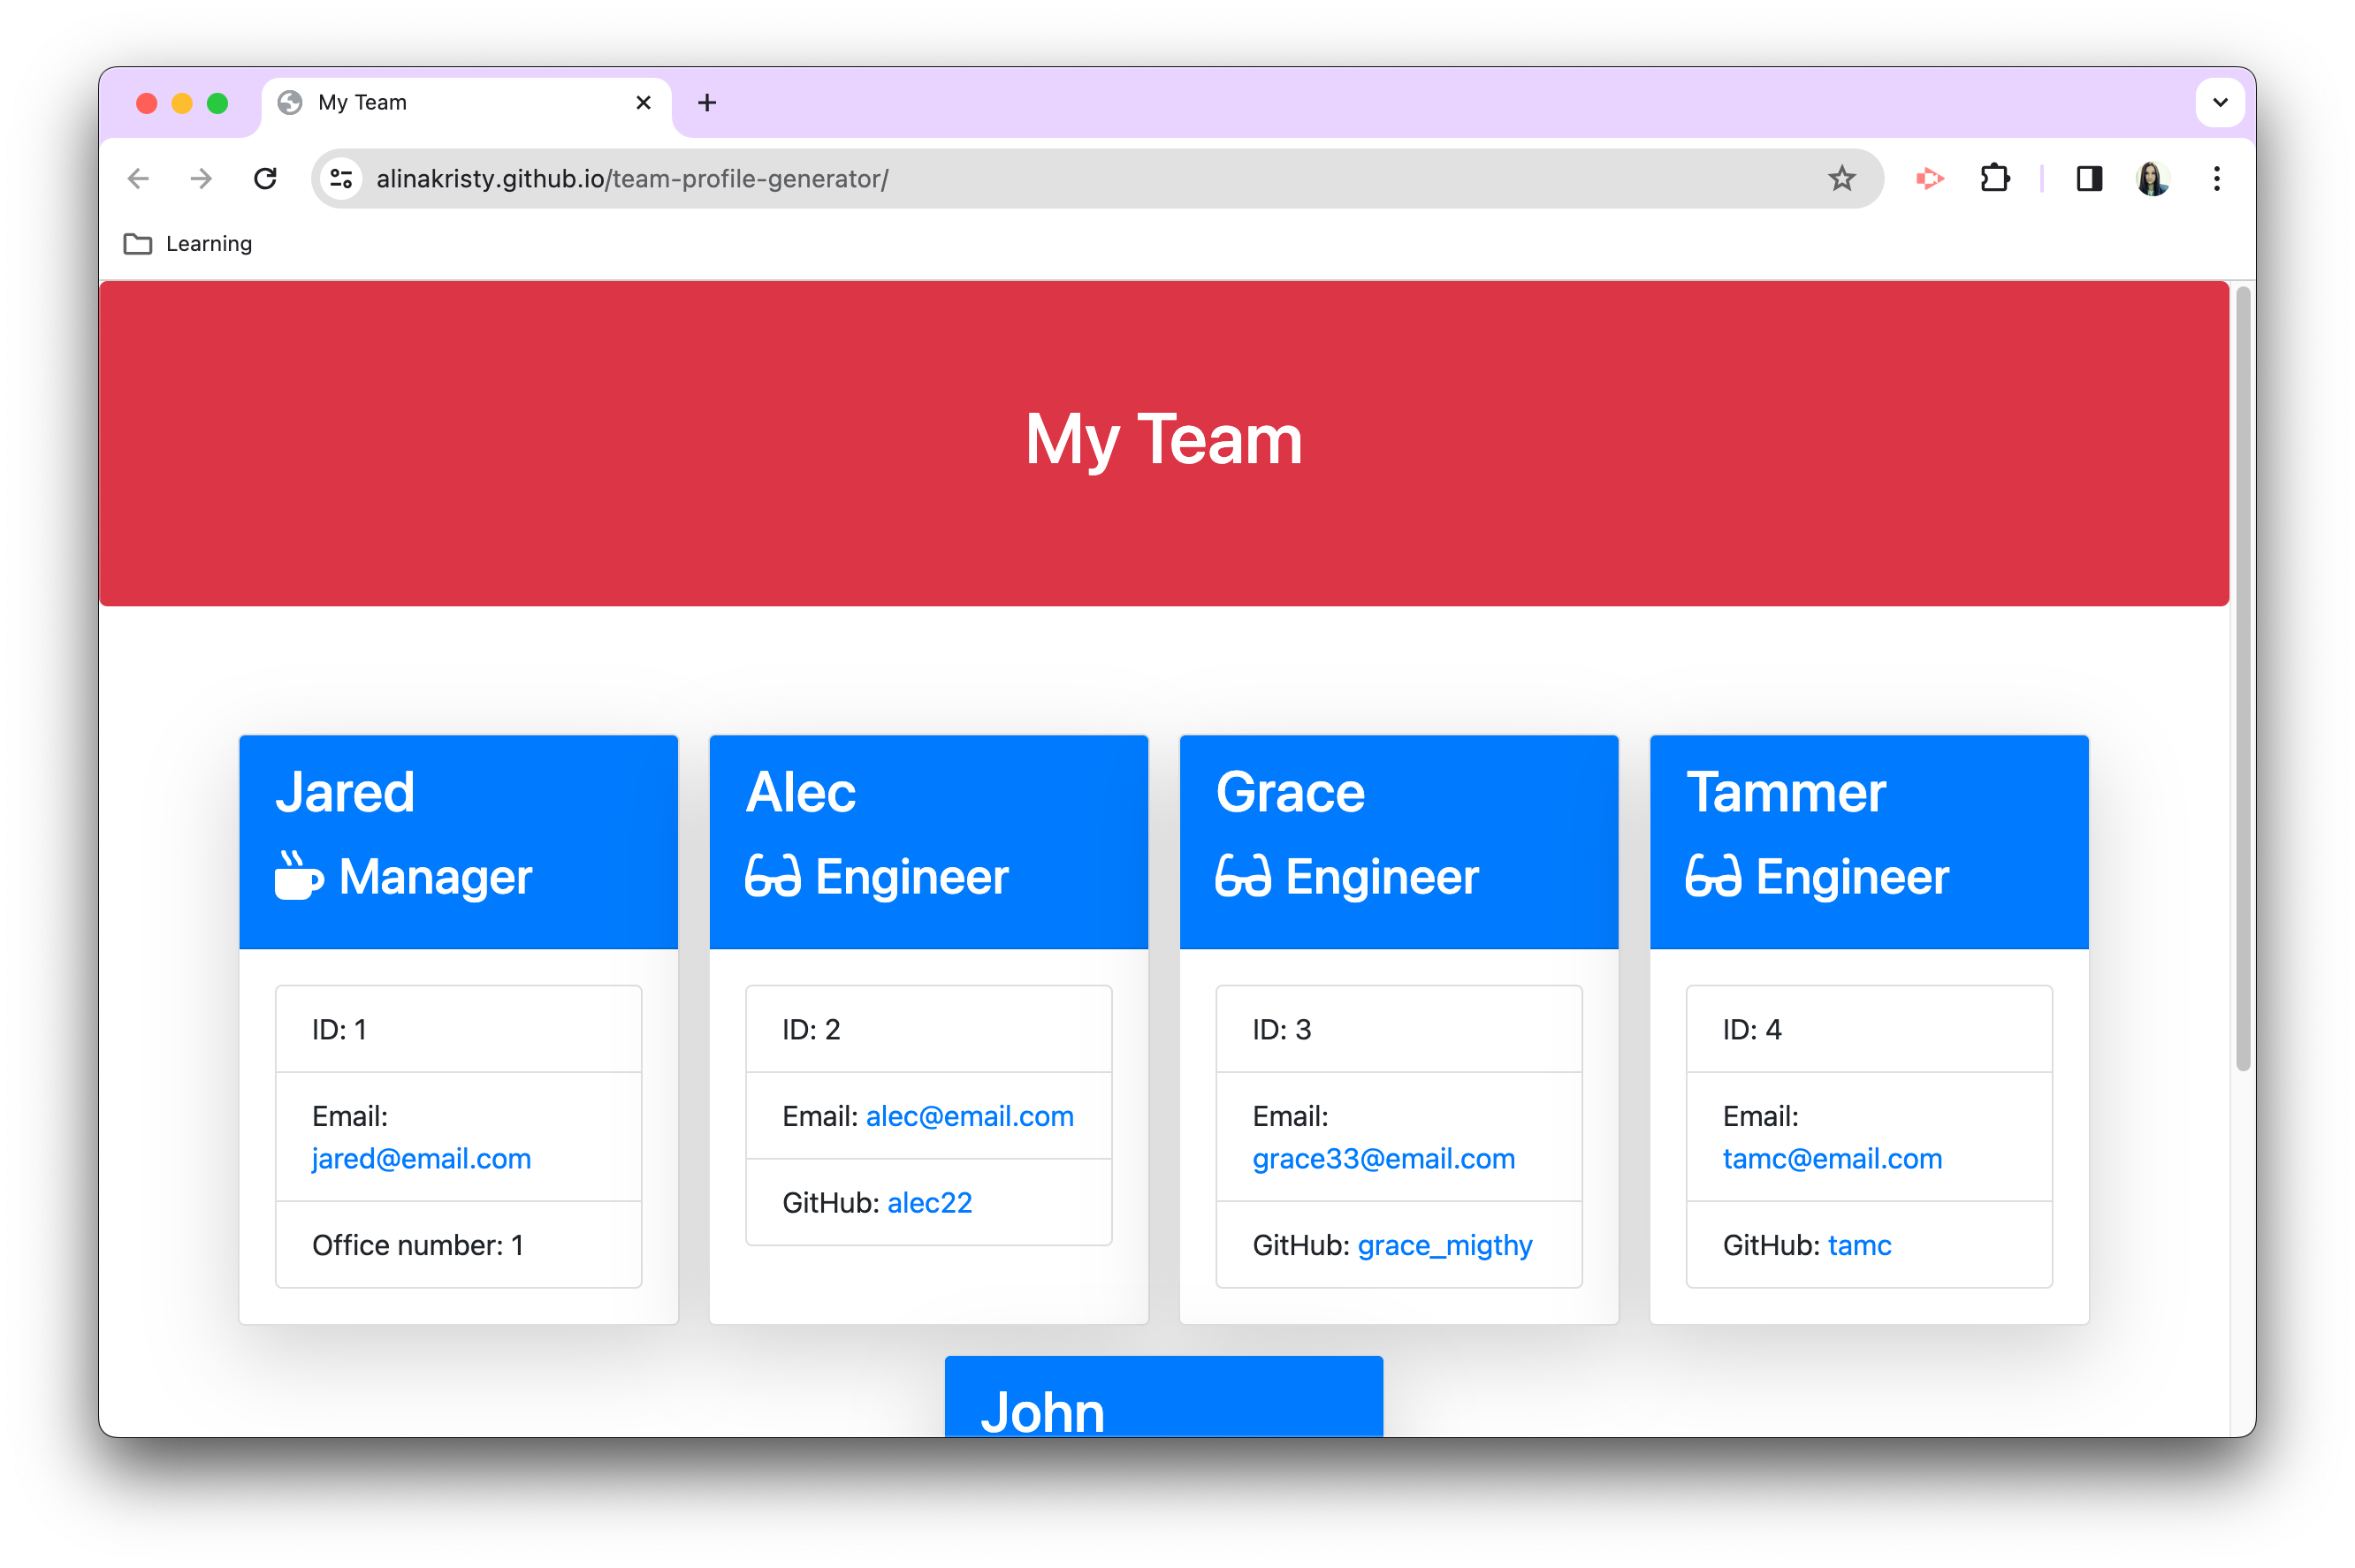 My Team
alinakristy.github.io/team-profile-generator/
Learning
My Team
Jared
Manager
ID: 1
Email:
jared@email.com
Office number: 1
Alec
Engineer
ID: 2
Email: alec@email.com
GitHub: alec22
Grace
Engineer
ID: 3
Email:
grace33@email.com
GitHub: grace_migthy
Tammer
Engineer
ID: 4
Email:
tamc@email.com
GitHub: tamc
John